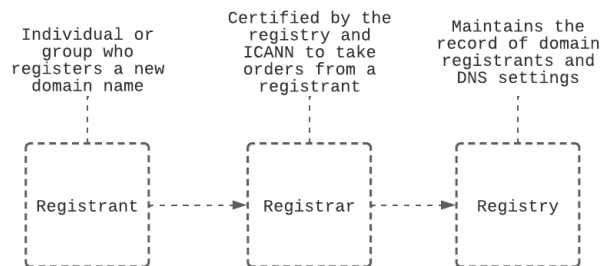 Individual or
group who
registers a new
domain name
Certified by the
registry and
ICANN to take
orders from a
registrant
Maintains the
record of domain
registrants and
DNS settings
Registrant
Registrar
Registry